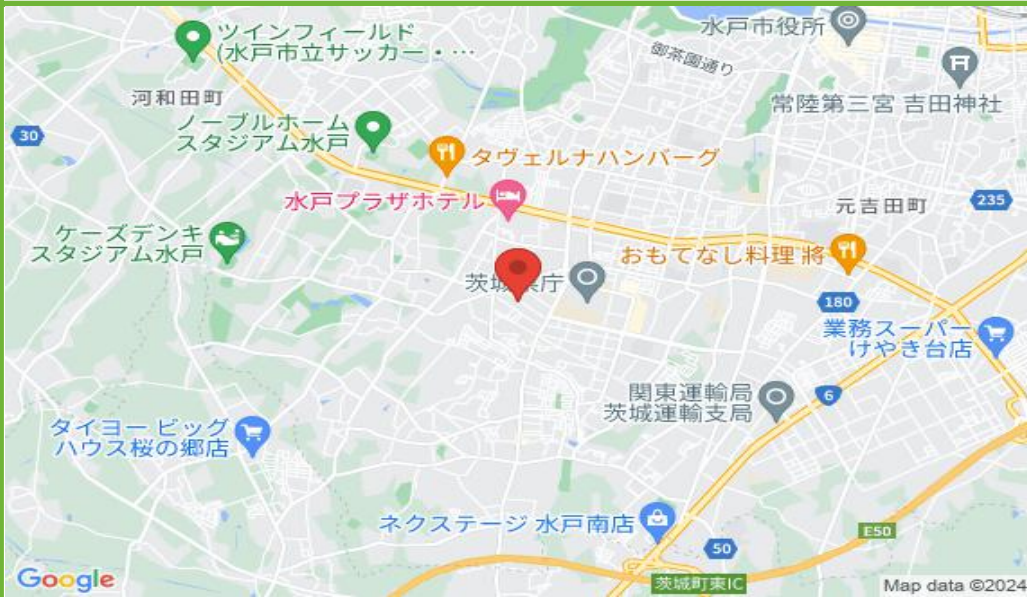 水戸市役所
ツインフィールド
(水戸市立サッカー・…
御茶園通り
河和田町
常陸第三宮 吉田神社
30
ノーブルホーム
スタジアム水戸
タヴェルナハンバーグ
水戸プラザホテル
235
元吉田町
ケーズデンキ
スタジアム水戸
おもてなし料理 將
茨城県庁
180
業務スーパー
けやき台店
関東運輸局
茨城運輸支局
6
タイヨー ビッグ
ハウス桜の郷店
ネクステージ 水戸南店
E50
50
茨城町東IC
Google
Map data ©2024